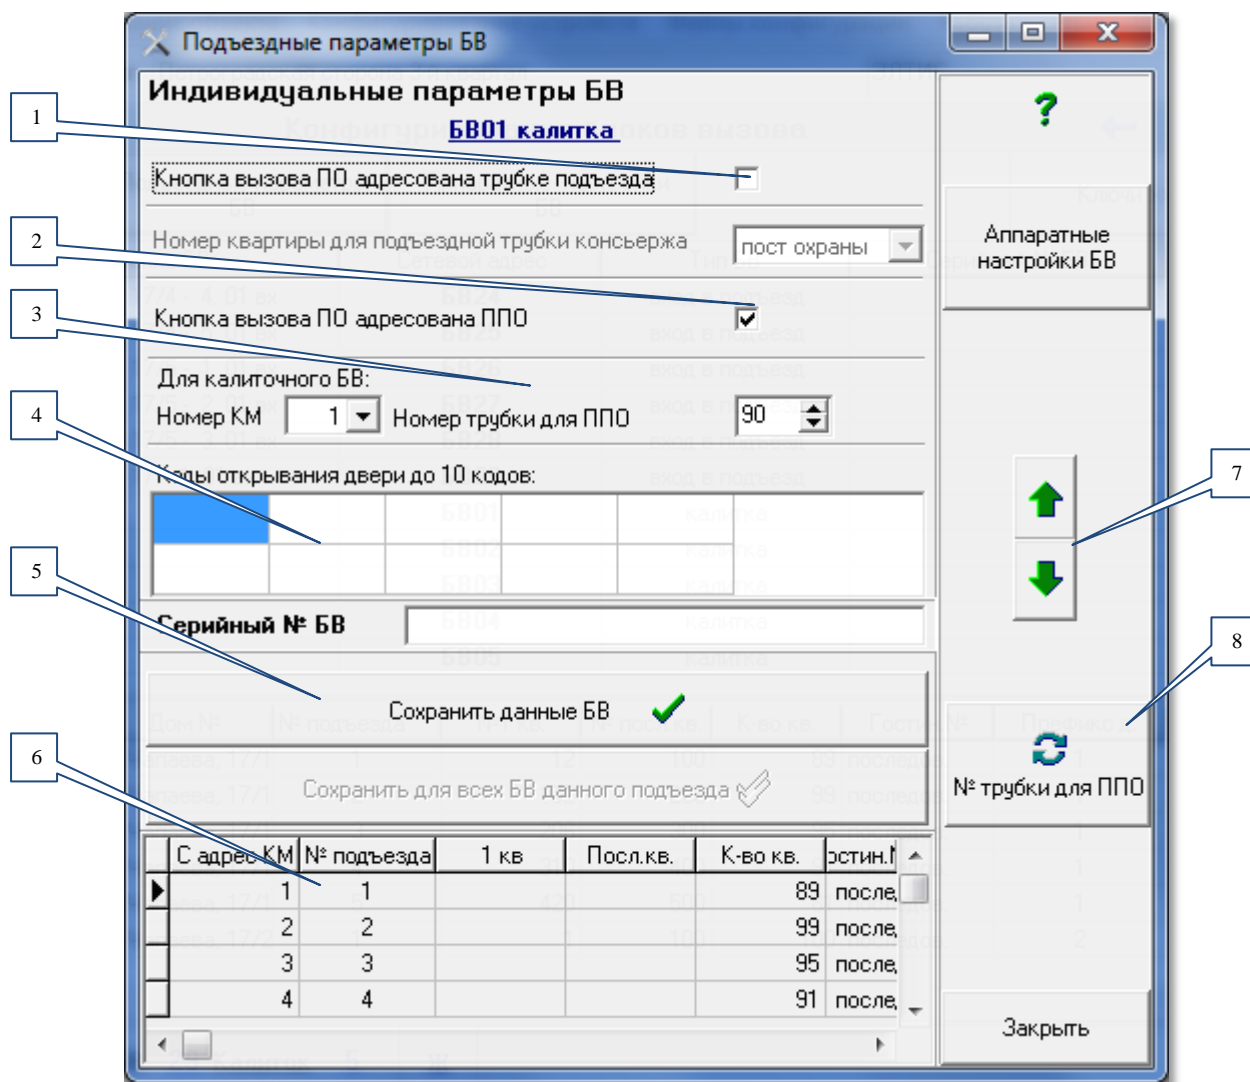 Подъездные параметры БВ
Индивидуальные параметры БВ
БВ01 калитка
1
Кнопка вызова ПО адресована трубке подъезда
2
Номер квартиры для подъездной трубки консьержа
пост охраны
3
Кнопка вызова ПО адресована ППО
Для калиточного БВ:
4
Номер КМ 1 Номер трубки для ППО 90
Коды открывания двери до 10 кодов:
5
Серийный № БВ
Сохранить данные БВ ✓
6
Сохранить для всех БВ данного подъезда
С адрес КМ № подъезда 1 кв Посл.кв. К-во кв.
1 1 89 послед
2 2 99 послед
3 3 95 послед
4 4 91 послед
?
Аппаратные
настройки БВ
7
8
№ трубки для ППО
Закрыть